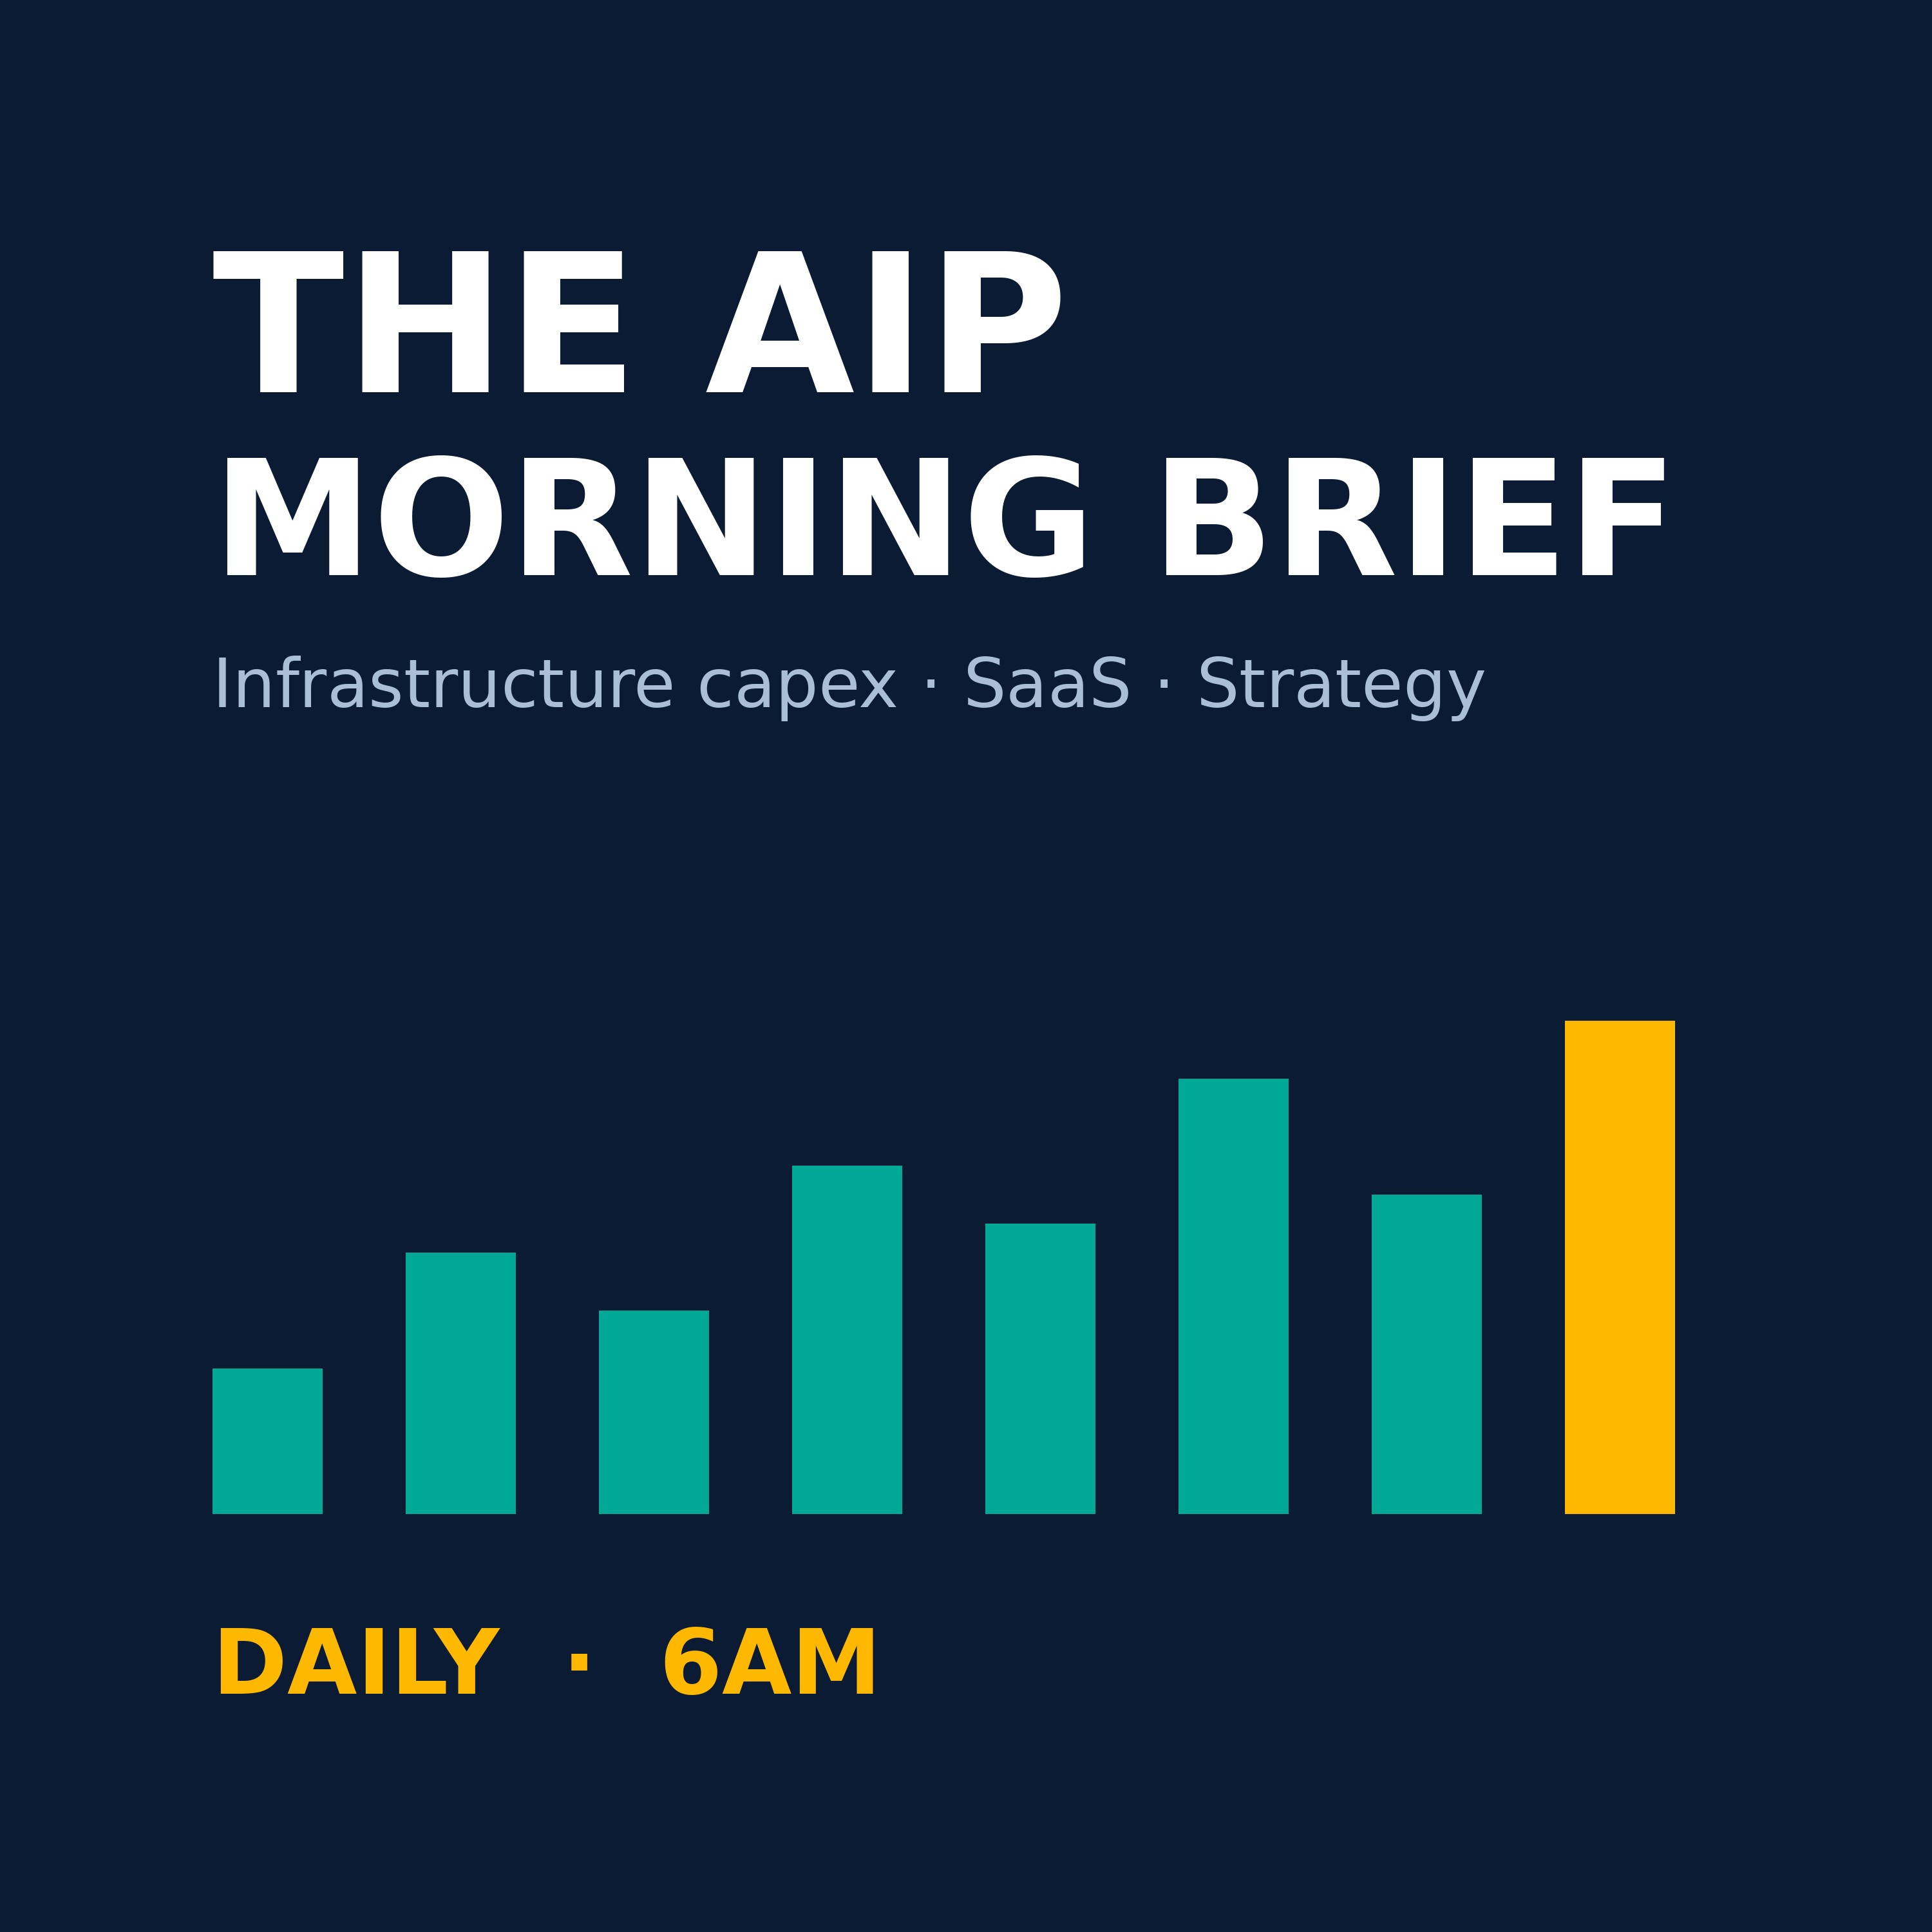 THE AIP
MORNING BRIEF
Infrastructure capex · SaaS · Strategy
DAILY · 6AM